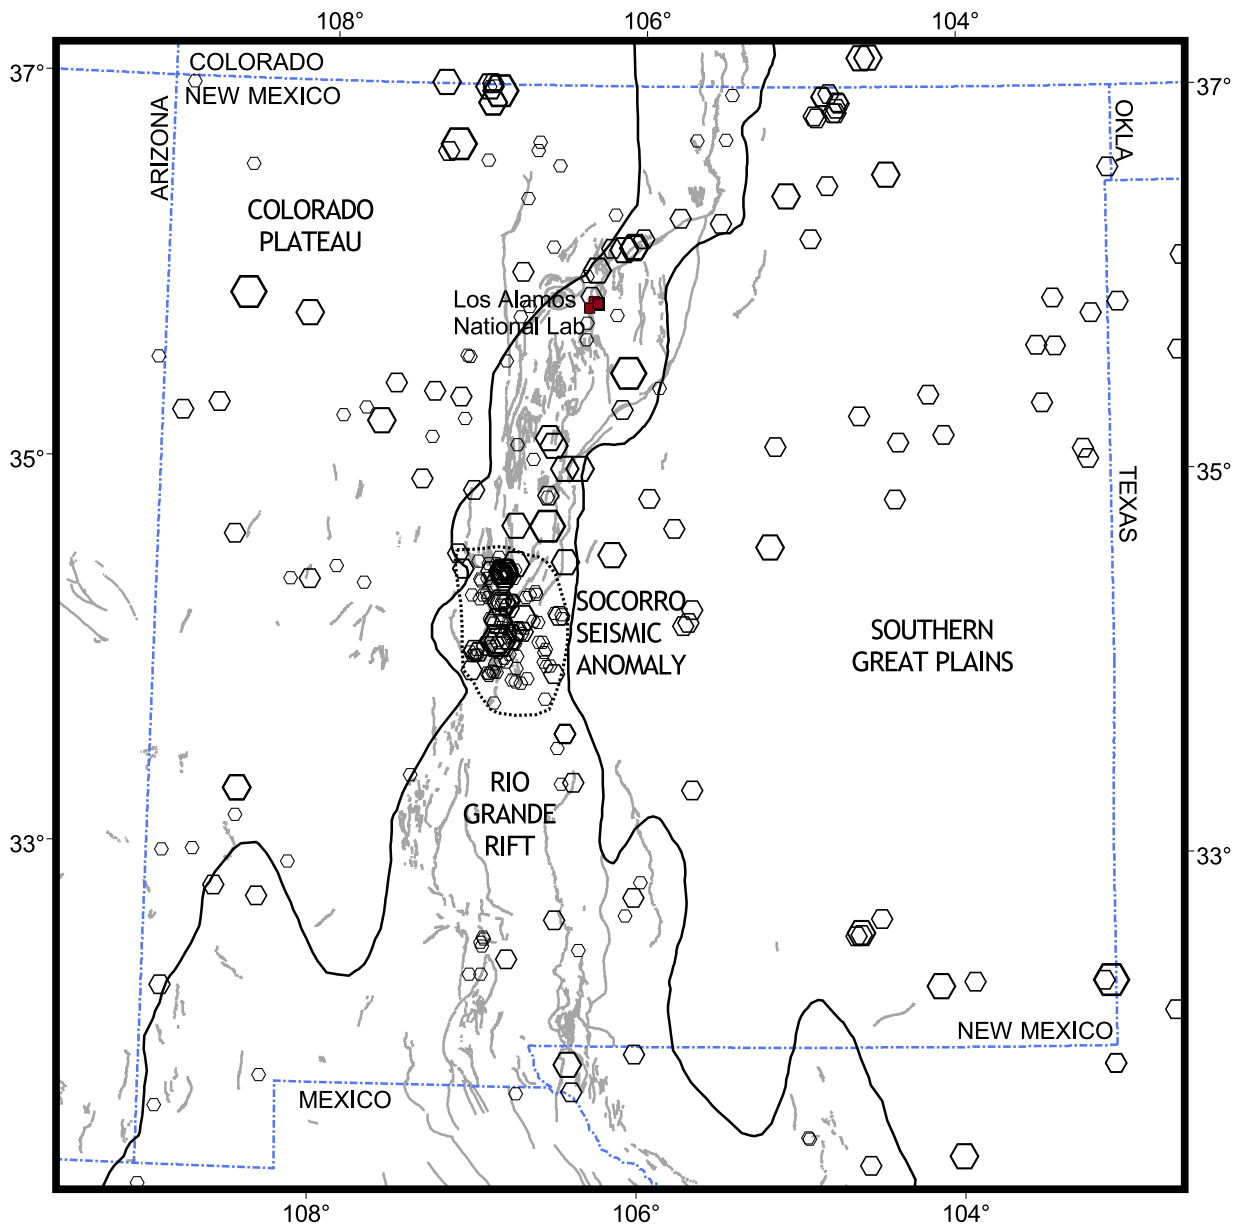 108°
106°
104°
37°
COLORADO
NEW MEXICO
37°
ARIZONA
OKLA
COLORADO
PLATEAU
Los Alamos
National Lab
35°
35°
TEXAS
SOCORRO
SEISMIC
ANOMALY
SOUTHERN
GREAT PLAINS
RIO
GRANDE
RIFT
33°
33°
NEW MEXICO
MEXICO
108°
106°
104°